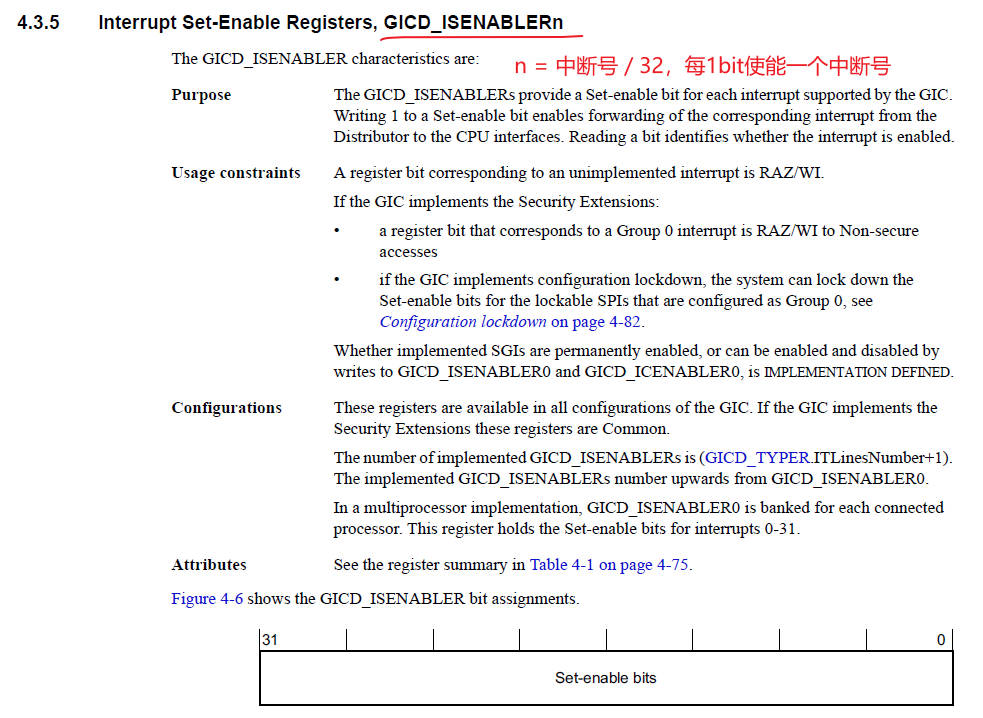 4.3.5 Interrupt Set-Enable Registers, GICD_ISENABLERn
The GICD_ISENABLER characteristics are:
n = 中断号 / 32，每1bit使能一个中断号
Purpose The GICD_ISENABLERs provide a Set-enable bit for each interrupt supported by the GIC.
Writing 1 to a Set-enable bit enables forwarding of the corresponding interrupt from the
Distributor to the CPU interfaces. Reading a bit identifies whether the interrupt is enabled.
Usage constraints A register bit corresponding to an unimplemented interrupt is RAZ/WI.
If the GIC implements the Security Extensions:
• a register bit that corresponds to a Group 0 interrupt is RAZ/WI to Non-secure
accesses
• if the GIC implements configuration lockdown, the system can lock down the
Set-enable bits for the lockable SPIs that are configured as Group 0, see
Configuration lockdown on page 4-82.
Whether implemented SGIs are permanently enabled, or can be enabled and disabled by
writes to GICD_ISENABLER0 and GICD_ICENABLER0, is IMPLEMENTATION DEFINED.
Configurations These registers are available in all configurations of the GIC. If the GIC implements the
Security Extensions these registers are Common.
The number of implemented GICD_ISENABLERs is (GICD_TYPER.ITLinesNumber+1).
The implemented GICD_ISENABLERs number upwards from GICD_ISENABLER0.
In a multiprocessor implementation, GICD_ISENABLER0 is banked for each connected
processor. This register holds the Set-enable bits for interrupts 0-31.
Attributes See the register summary in Table 4-1 on page 4-75.
Figure 4-6 shows the GICD_ISENABLER bit assignments.
31 0
Set-enable bits